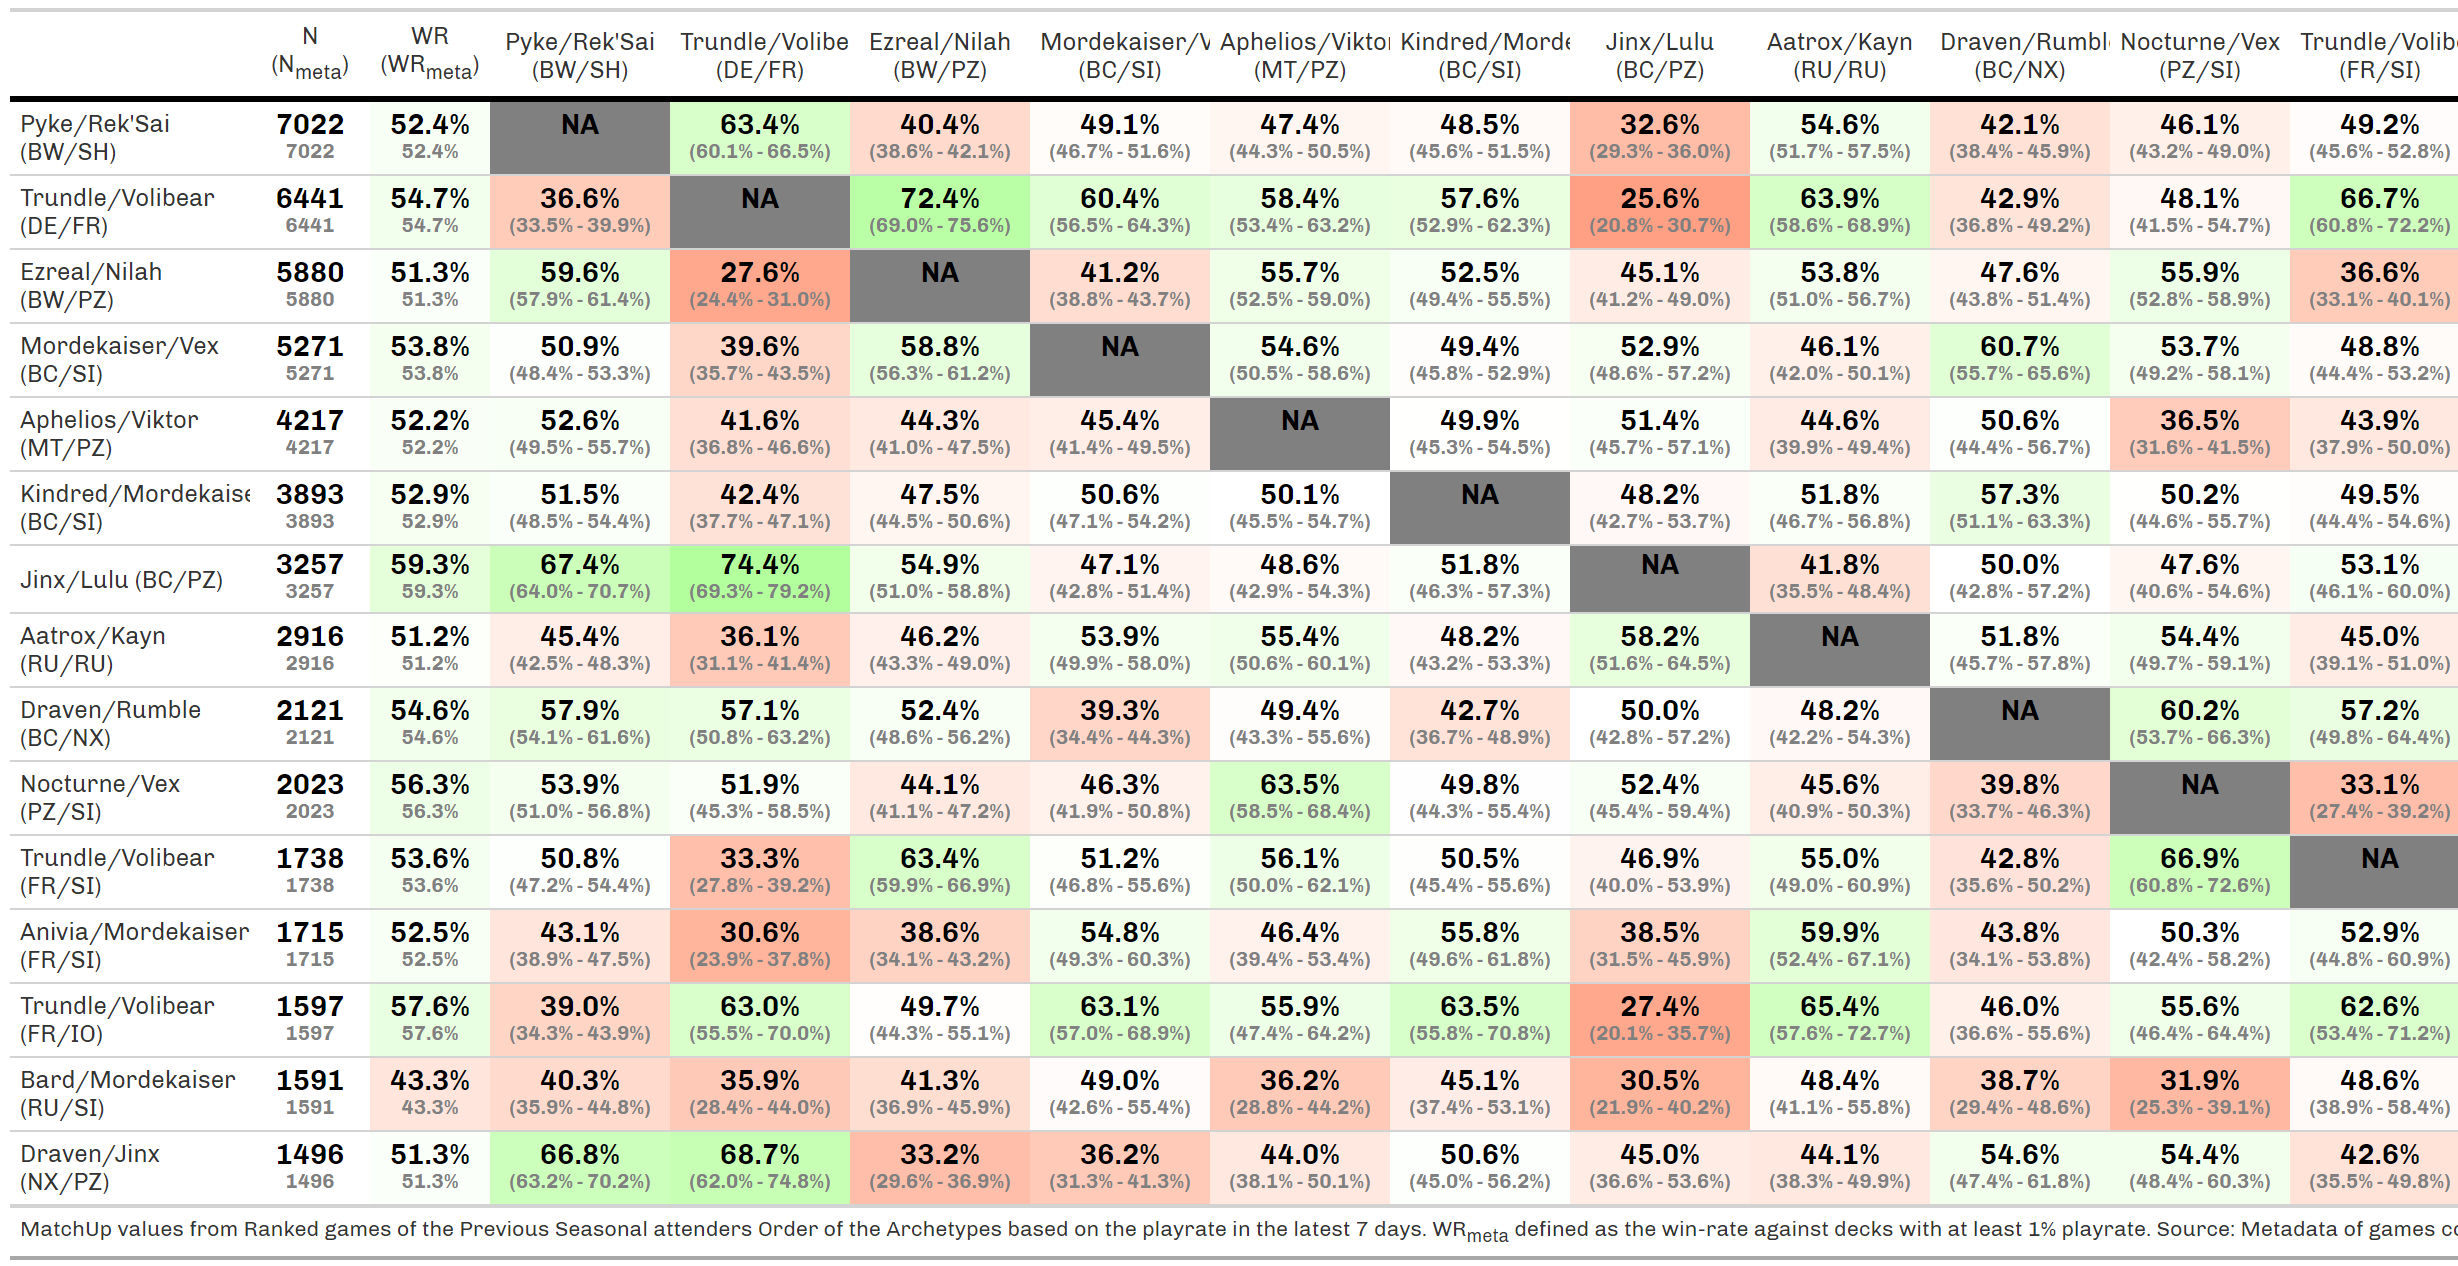 N WR Pyke/Rek'Sai Trundle/Volibe Ezreal/Nilah Mordekaiser/V Aphelios/Viktor Kindred/Morde Jinx/Lulu Aatrox/Kayn Draven/Rumble Nocturne/Vex Trundle/Volibe
(Nmeta) (WRmeta) (BW/SH) (DE/FR) (BW/PZ) (BC/SI) (MT/PZ) (BC/SI) (BC/PZ) (RU/RU) (BC/NX) (PZ/SI) (FR/SI)
Pyke/Rek'Sai 7022 52.4% NA 63.4% 40.4% 49.1% 47.4% 48.5% 32.6% 54.6% 42.1% 46.1% 49.2%
(BW/SH) 7022 52.4% (60.1% - 66.5%) (38.6% - 42.1%) (46.7% - 51.6%) (44.3% - 50.5%) (45.6% - 51.5%) (29.3% - 36.0%) (51.7% - 57.5%) (38.4% - 45.9%) (43.2% - 49.0%) (45.6% - 52.8%)
Trundle/Volibear 6441 54.7% 36.6% NA 72.4% 60.4% 58.4% 57.6% 25.6% 63.9% 42.9% 48.1% 66.7%
(DE/FR) 6441 54.7% (33.5% - 39.9%) (69.0% - 75.6%) (56.5% - 64.3%) (53.4% - 63.2%) (52.9% - 62.3%) (20.8% - 30.7%) (58.6% - 68.9%) (36.8% - 49.2%) (41.5% - 54.7%) (60.8% - 72.2%)
Ezreal/Nilah 5880 51.3% 59.6% 27.6% NA 41.2% 55.7% 52.5% 45.1% 53.8% 47.6% 55.9% 36.6%
(BW/PZ) 5880 51.3% (57.9% - 61.4%) (24.4% - 31.0%) (38.8% - 43.7%) (52.5% - 59.0%) (49.4% - 55.5%) (41.2% - 49.0%) (51.0% - 56.7%) (43.8% - 51.4%) (52.8% - 58.9%) (33.1% - 40.1%)
Mordekaiser/Vex 5271 53.8% 50.9% 39.6% 58.8% NA 54.6% 49.4% 52.9% 46.1% 60.7% 53.7% 48.8%
(BC/SI) 5271 53.8% (48.4% - 53.3%) (35.7% - 43.5%) (56.3% - 61.2%) (50.5% - 58.6%) (45.8% - 52.9%) (48.6% - 57.2%) (42.0% - 50.1%) (55.7% - 65.6%) (49.2% - 58.1%) (44.4% - 53.2%)
Aphelios/Viktor 4217 52.2% 52.6% 41.6% 44.3% 45.4% NA 49.9% 51.4% 44.6% 50.6% 36.5% 43.9%
(MT/PZ) 4217 52.2% (49.5% - 55.7%) (36.8% - 46.6%) (41.0% - 47.5%) (41.4% - 49.5%) (45.3% - 54.5%) (45.7% - 57.1%) (39.9% - 49.4%) (44.4% - 56.7%) (31.6% - 41.5%) (37.9% - 50.0%)
Kindred/Mordekaise 3893 52.9% 51.5% 42.4% 47.5% 50.6% 50.1% NA 48.2% 51.8% 57.3% 50.2% 49.5%
(BC/SI) 3893 52.9% (48.5% - 54.4%) (37.7% - 47.1%) (44.5% - 50.6%) (47.1% - 54.2%) (45.5% - 54.7%) (42.7% - 53.7%) (46.7% - 56.8%) (51.1% - 63.3%) (44.6% - 55.7%) (44.4% - 54.6%)
Jinx/Lulu (BC/PZ) 3257 59.3% 67.4% 74.4% 54.9% 47.1% 48.6% 51.8% NA 41.8% 50.0% 47.6% 53.1%
3257 59.3% (64.0% - 70.7%) (69.3% - 79.2%) (51.0% - 58.8%) (42.8% - 51.4%) (42.9% - 54.3%) (46.3% - 57.3%) (35.5% - 48.4%) (42.8% - 57.2%) (40.6% - 54.6%) (46.1% - 60.0%)
Aatrox/Kayn 2916 51.2% 45.4% 36.1% 46.2% 53.9% 55.4% 48.2% 58.2% NA 51.8% 54.4% 45.0%
(RU/RU) 2916 51.2% (42.5% - 48.3%) (31.1% - 41.4%) (43.3% - 49.0%) (49.9% - 58.0%) (50.6% - 60.1%) (43.2% - 53.3%) (51.6% - 64.5%) (45.7% - 57.8%) (49.7% - 59.1%) (39.1% - 51.0%)
Draven/Rumble 2121 54.6% 57.9% 57.1% 52.4% 39.3% 49.4% 42.7% 50.0% 48.2% NA 60.2% 57.2%
(BC/NX) 2121 54.6% (54.1% - 61.6%) (50.8% - 63.2%) (48.6% - 56.2%) (34.4% - 44.3%) (43.3% - 55.6%) (36.7% - 48.9%) (42.8% - 57.2%) (42.2% - 54.3%) (53.7% - 66.3%) (49.8% - 64.4%)
Nocturne/Vex 2023 56.3% 53.9% 51.9% 44.1% 46.3% 63.5% 49.8% 52.4% 45.6% 39.8% NA 33.1%
(PZ/SI) 2023 56.3% (51.0% - 56.8%) (45.3% - 58.5%) (41.1% - 47.2%) (41.9% - 50.8%) (58.5% - 68.4%) (44.3% - 55.4%) (45.4% - 59.4%) (40.9% - 50.3%) (33.7% - 46.3%) (27.4% - 39.2%)
Trundle/Volibear 1738 53.6% 50.8% 33.3% 63.4% 51.2% 56.1% 50.5% 46.9% 55.0% 42.8% 66.9% NA
(FR/SI) 1738 53.6% (47.2% - 54.4%) (27.8% - 39.2%) (59.9% - 66.9%) (46.8% - 55.6%) (50.0% - 62.1%) (45.4% - 55.6%) (40.0% - 53.9%) (49.0% - 60.9%) (35.6% - 50.2%) (60.8% - 72.6%)
Anivia/Mordekaiser 1715 52.5% 43.1% 30.6% 38.6% 54.8% 46.4% 55.8% 38.5% 59.9% 43.8% 50.3% 52.9%
(FR/SI) 1715 52.5% (38.9% - 47.5%) (23.9% - 37.8%) (34.1% - 43.2%) (49.3% - 60.3%) (39.4% - 53.4%) (49.6% - 61.8%) (31.5% - 45.9%) (52.4% - 67.1%) (34.1% - 53.8%) (42.4% - 58.2%) (44.8% - 60.9%)
Trundle/Volibear 1597 57.6% 39.0% 63.0% 49.7% 63.1% 55.9% 63.5% 27.4% 65.4% 46.0% 55.6% 62.6%
(FR/IO) 1597 57.6% (34.3% - 43.9%) (55.5% - 70.0%) (44.3% - 55.1%) (57.0% - 68.9%) (47.4% - 64.2%) (55.8% - 70.8%) (20.1% - 35.7%) (57.6% - 72.7%) (36.6% - 55.6%) (46.4% - 64.4%) (53.4% - 71.2%)
Bard/Mordekaiser 1591 43.3% 40.3% 35.9% 41.3% 49.0% 36.2% 45.1% 30.5% 48.4% 38.7% 31.9% 48.6%
(RU/SI) 1591 43.3% (35.9% - 44.8%) (28.4% - 44.0%) (36.9% - 45.9%) (42.6% - 55.4%) (28.8% - 44.2%) (37.4% - 53.1%) (21.9% - 40.2%) (41.1% - 55.8%) (29.4% - 48.6%) (25.3% - 39.1%) (38.9% - 58.4%)
Draven/Jinx 1496 51.3% 66.8% 68.7% 33.2% 36.2% 44.0% 50.6% 45.0% 44.1% 54.6% 54.4% 42.6%
(NX/PZ) 1496 51.3% (63.2% - 70.2%) (62.0% - 74.8%) (29.6% - 36.9%) (31.3% - 41.3%) (38.1% - 50.1%) (45.0% - 56.2%) (36.6% - 53.6%) (38.3% - 49.9%) (47.4% - 61.8%) (48.4% - 60.3%) (35.5% - 49.8%)
MatchUp values from Ranked games of the Previous Seasonal attenders Order of the Archetypes based on the playrate in the latest 7 days. WRmeta defined as the win-rate against decks with at least 1% playrate. Source: Metadata of games